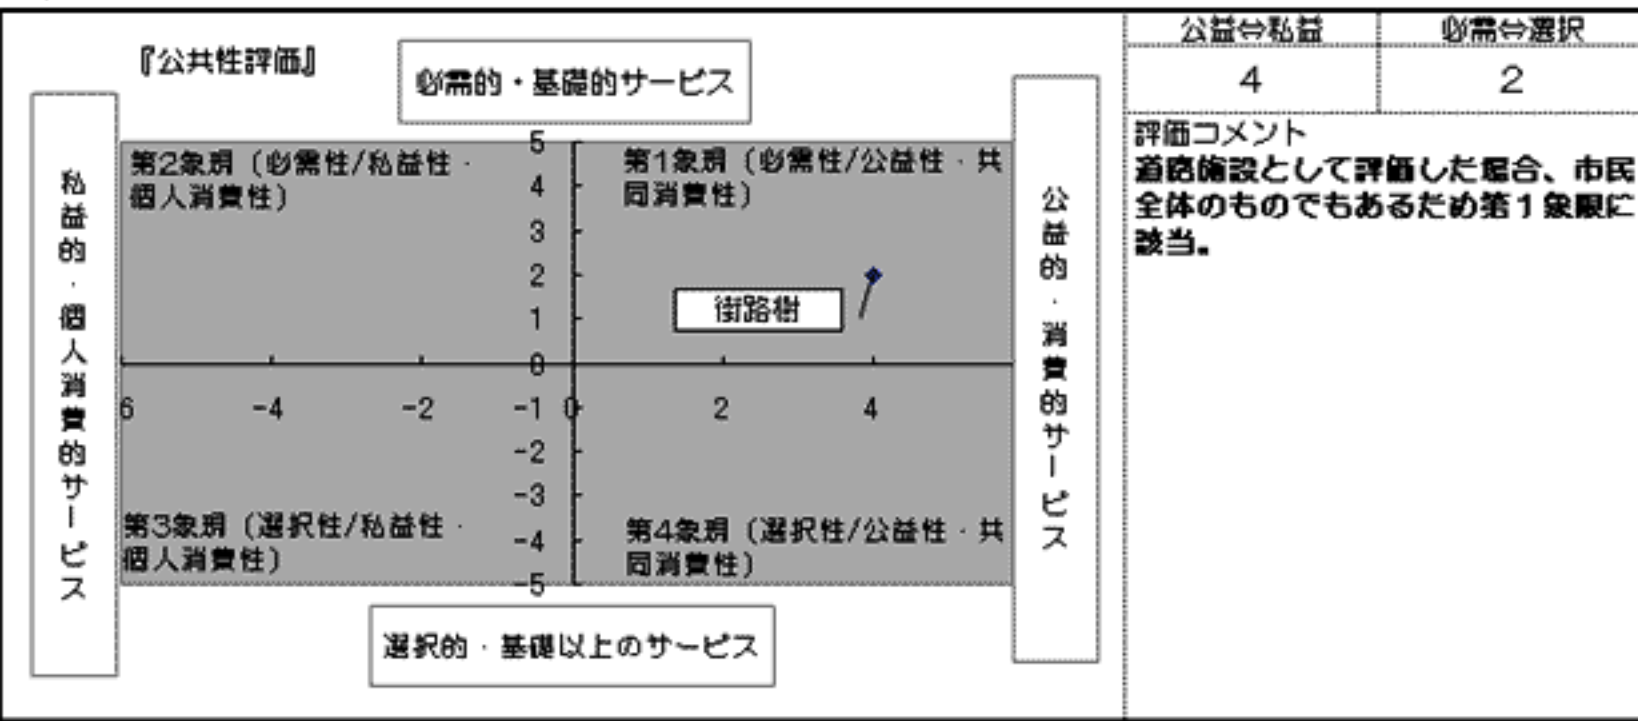 『公共性評価』
必需的・基礎的サービス
私益的・個人消費的サービス
第2象現（必需性/私益性・
個人消費性）
第1象現（必需性/公益性・共
同消費性）
5
4
3
2
1
0
街路樹
6
-4
-2
-1
0
2
4
-2
-3
-4
-5
第3象現（選択性/私益性・
個人消費性）
第4象現（選択性/公益性・共
同消費性）
選択的・基礎以上のサービス
公益的・消費的サービス
公益⇔私益
必需⇔選択
4
2
評価コメント
道路施設として評価した場合、市民
全体のものでもあるため第1象限に
該当。